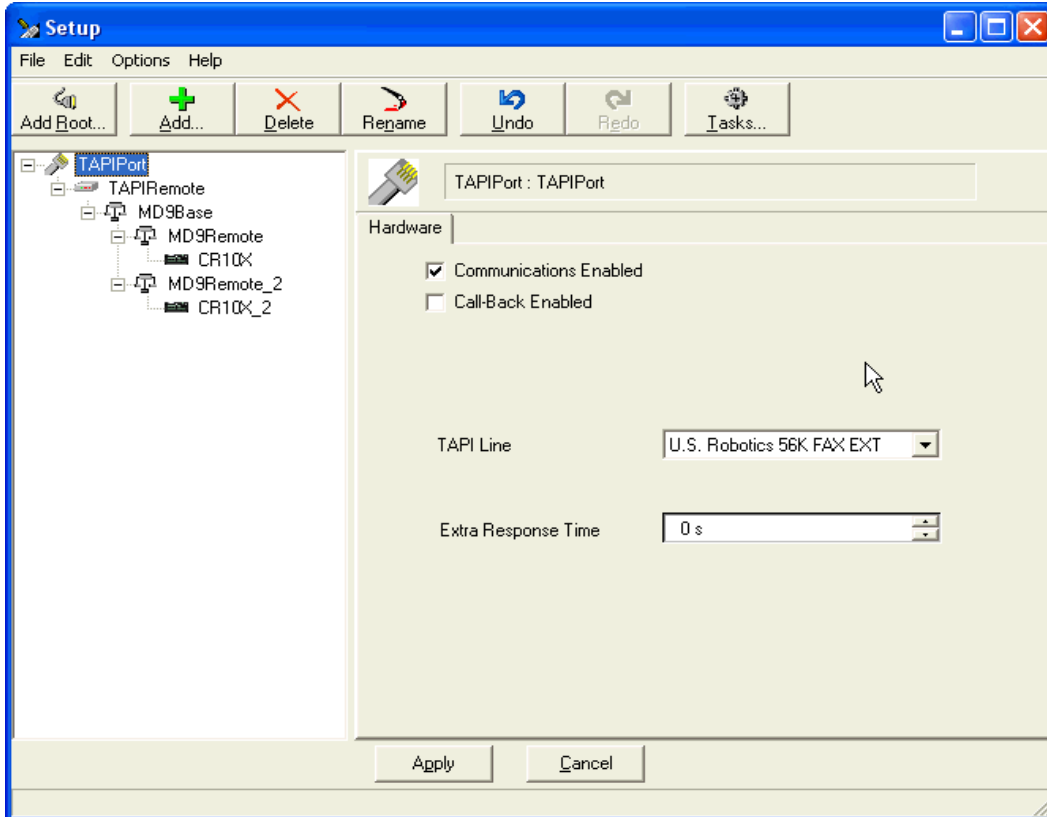 Setup
File Edit Options Help
Add Root... Add... Delete Rename Undo Redo Tasks...
TAPIPort
TAPIRemote
MD9Base
MD9Remote
CR10X
MD9Remote_2
CR10X_2
TAPIPort : TAPIPort
Hardware
Communications Enabled
Call-Back Enabled
TAPI Line U.S. Robotics 56K FAX EXT
Extra Response Time 0 s
Apply Cancel